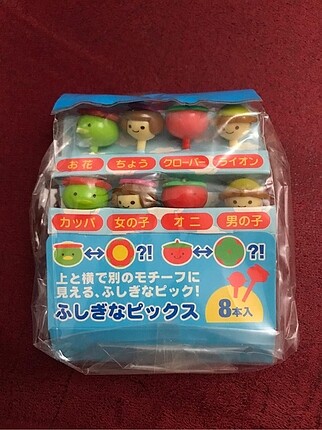 お花 ちょう クローバー ライオン
カッパ 女の子 オニ 男の子
?! ?!
上と横で別のモチーフに
見える、ふしぎなピック!
ふしぎなピックス 8本入